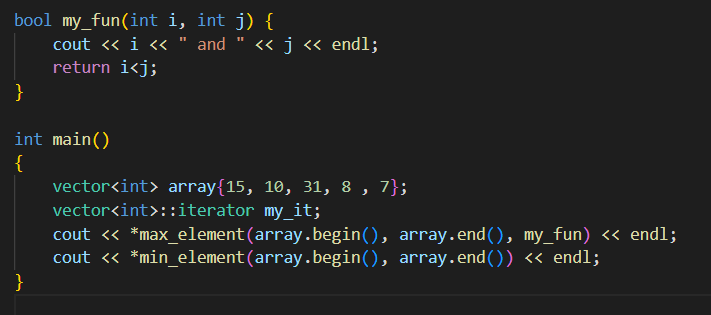 bool my_fun(int i, int j) {
    cout << i << " and " << j << endl;
    return i<j;
}

int main()
{
    vector<int> array{15, 10, 31, 8 , 7};
    vector<int>::iterator my_it;
    cout << *max_element(array.begin(), array.end(), my_fun) << endl;
    cout << *min_element(array.begin(), array.end()) << endl;
}